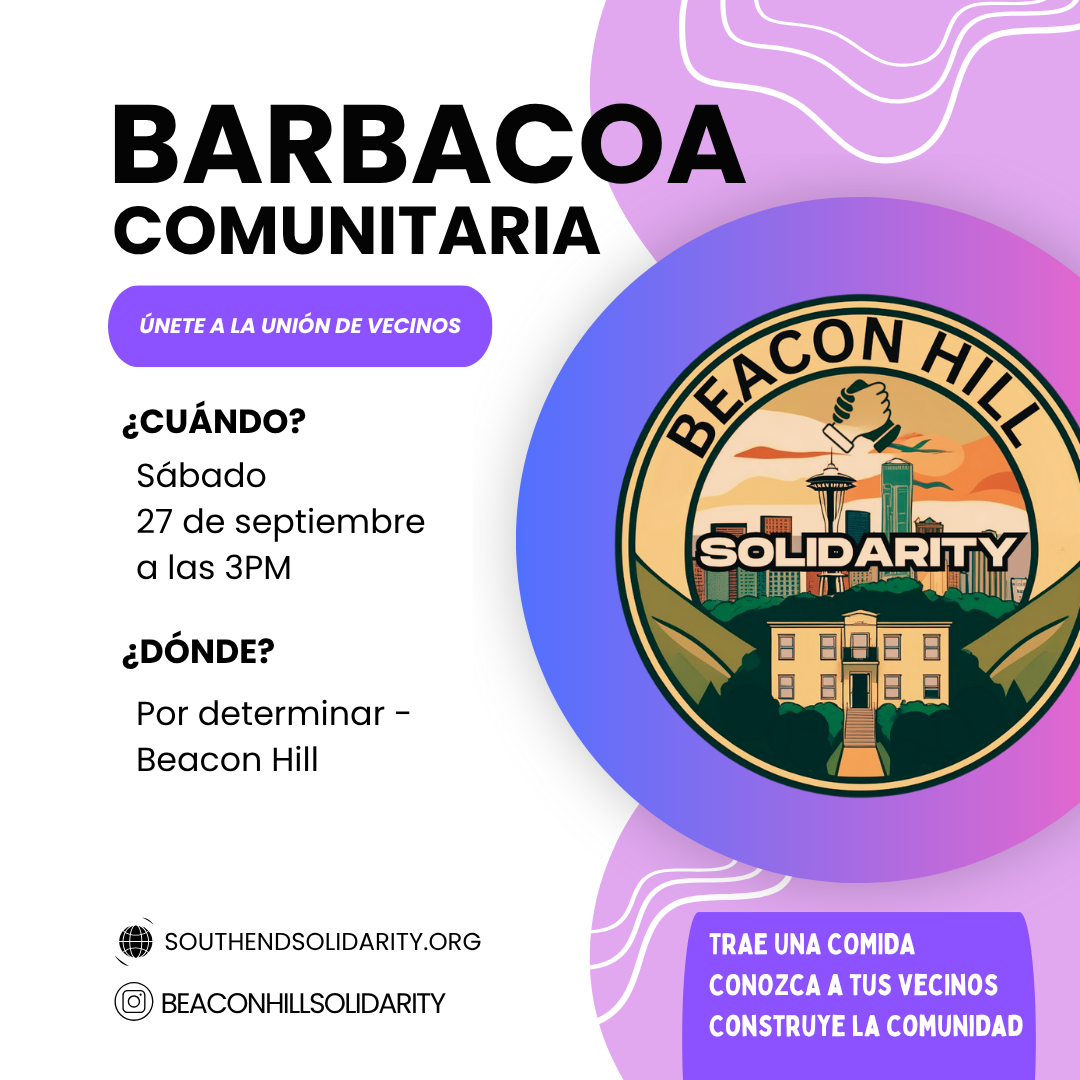 BARBACOA
COMUNITARIA
ÚNETE A LA UNIÓN DE VECINOS
¿CUÁNDO?
Sábado
27 de septiembre
a las 3PM
¿DÓNDE?
Por determinar -
Beacon Hill
BEACON HILL
SOLIDARITY
SOUTHENDSOLIDARITY.ORG
BEACONHILLSOLIDARITY
TRAE UNA COMIDA
CONOZCA A TUS VECINOS
CONSTRUYE LA COMUNIDAD